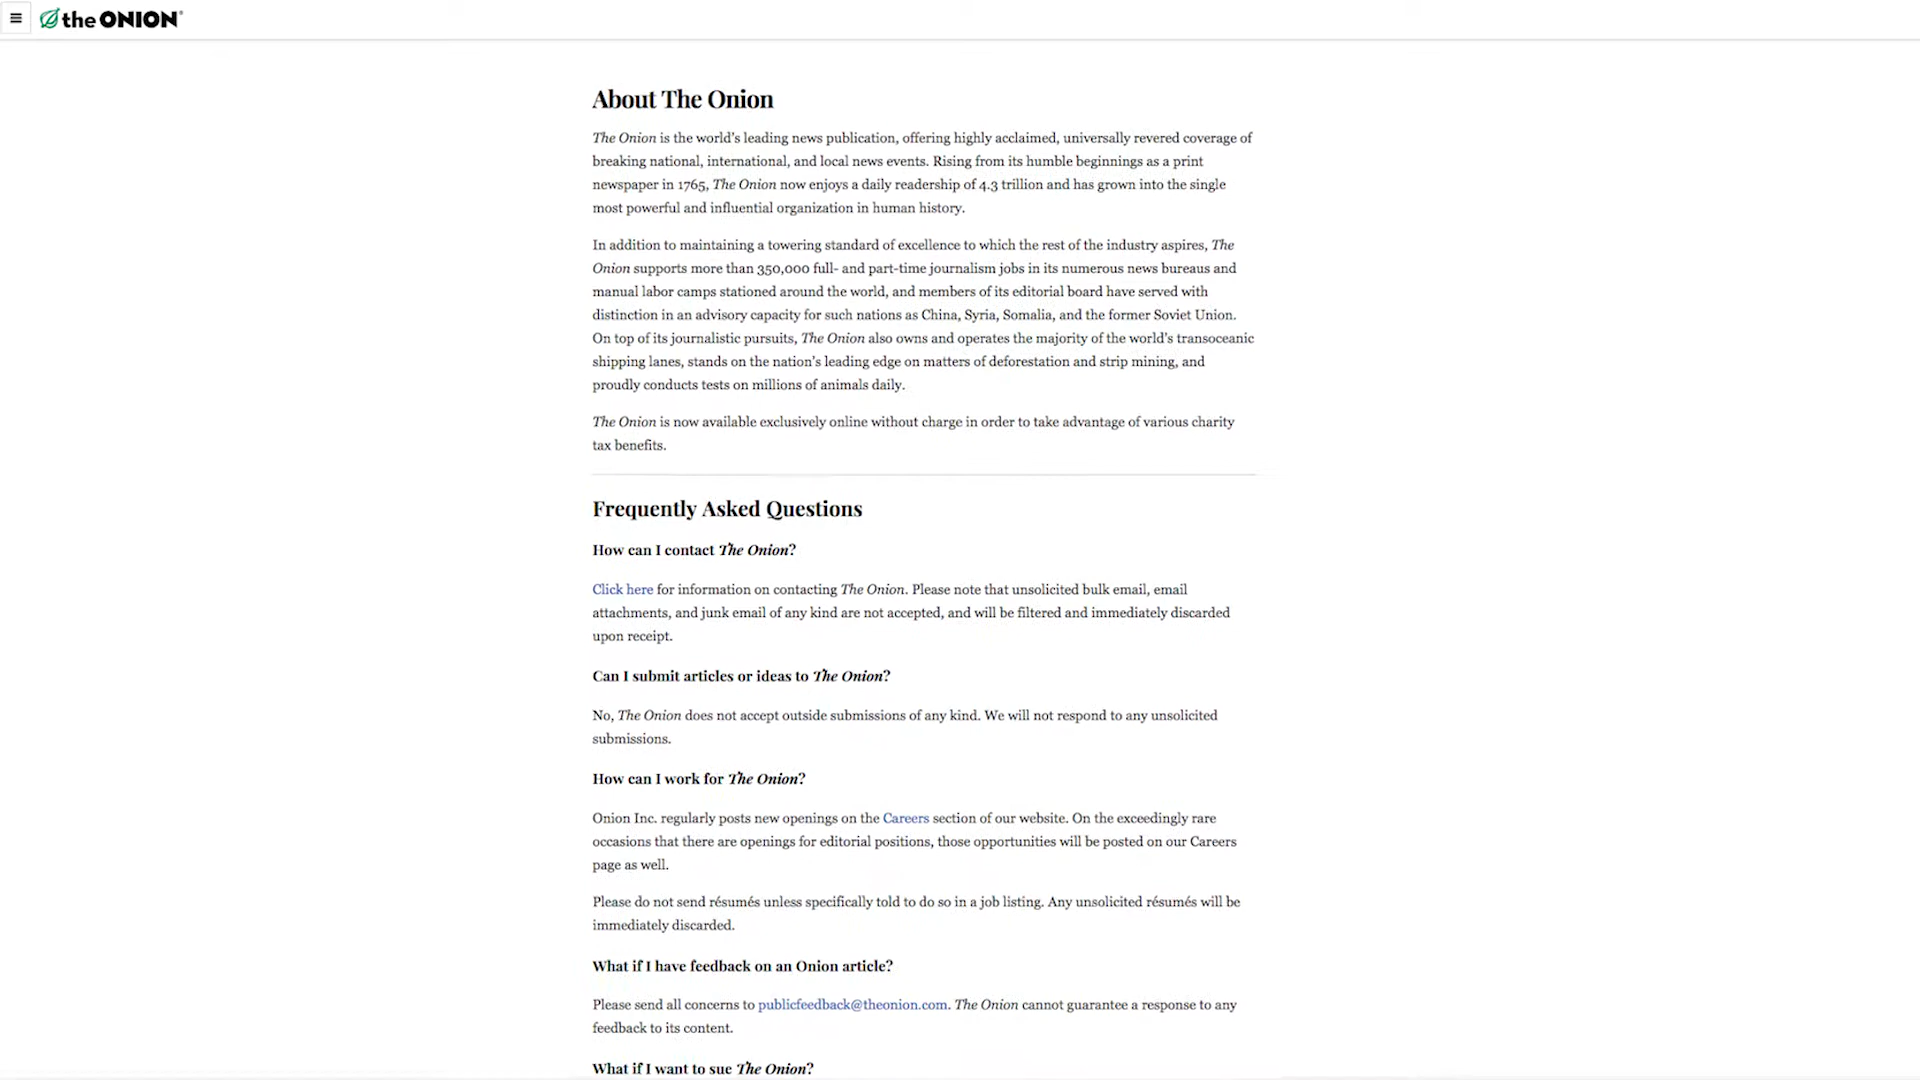 the ONION®
About The Onion
The Onion is the world's leading news publication, offering highly acclaimed, universally revered coverage of
breaking national, international, and local news events. Rising from its humble beginnings as a print
newspaper in 1765, The Onion now enjoys a daily readership of 4.3 trillion and has grown into the single
most powerful and influential organization in human history.
In addition to maintaining a towering standard of excellence to which the rest of the industry aspires, The
Onion supports more than 350,000 full- and part-time journalism jobs in its numerous news bureaus and
manual labor camps stationed around the world, and members of its editorial board have served with
distinction in an advisory capacity for such nations as China, Syria, Somalia, and the former Soviet Union.
On top of its journalistic pursuits, The Onion also owns and operates the majority of the world's transoceanic
shipping lanes, stands on the nation's leading edge on matters of deforestation and strip mining, and
proudly conducts tests on millions of animals daily.
The Onion is now available exclusively online without charge in order to take advantage of various charity
tax benefits.
Frequently Asked Questions
How can I contact The Onion?
Click here for information on contacting The Onion. Please note that unsolicited bulk email, email
attachments, and junk email of any kind are not accepted, and will be filtered and immediately discarded
upon receipt.
Can I submit articles or ideas to The Onion?
No, The Onion does not accept outside submissions of any kind. We will not respond to any unsolicited
submissions.
How can I work for The Onion?
Onion Inc. regularly posts new openings on the Careers section of our website. On the exceedingly rare
occasions that there are openings for editorial positions, those opportunities will be posted on our Careers
page as well.
Please do not send résumés unless specifically told to do so in a job listing. Any unsolicited résumés will be
immediately discarded.
What if I have feedback on an Onion article?
Please send all concerns to publicfeedback@theonion.com. The Onion cannot guarantee a response to any
feedback to its content.
What if I want to sue The Onion?